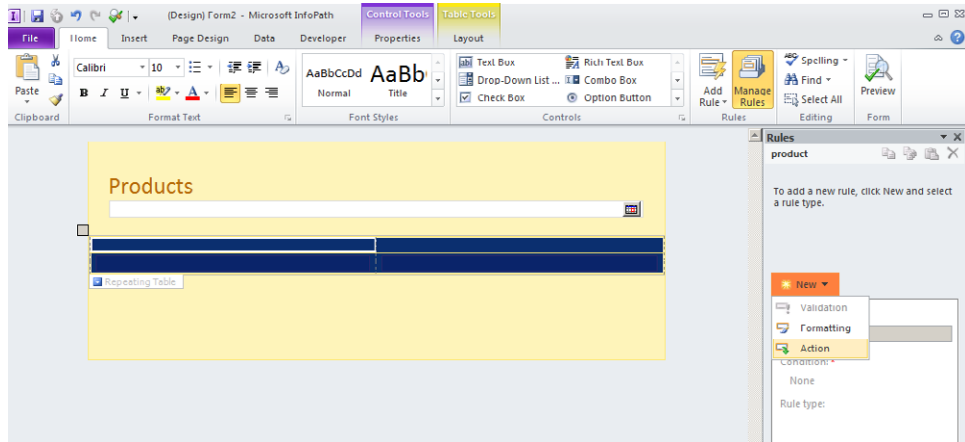 (Design) Form2 - Microsoft InfoPath
Control Tools
Table Tools
File
Home
Insert
Page Design
Data
Developer
Properties
Layout
Paste
Calibri
10
B I U
ab
A
AaBbCcDd
Normal
AaBb
Title
Text Box
Drop-Down List ...
Check Box
Rich Text Box
Combo Box
Option Button
Add Rule
Manage Rules
Spelling
Find
Select All
Preview
Clipboard
Format Text
Font Styles
Controls
Rules
Editing
Form
Products
Repeating Table
Rules
product
To add a new rule, click New and select
a rule type.
New
Validation
Formatting
Action
Condition: *
None
Rule type: